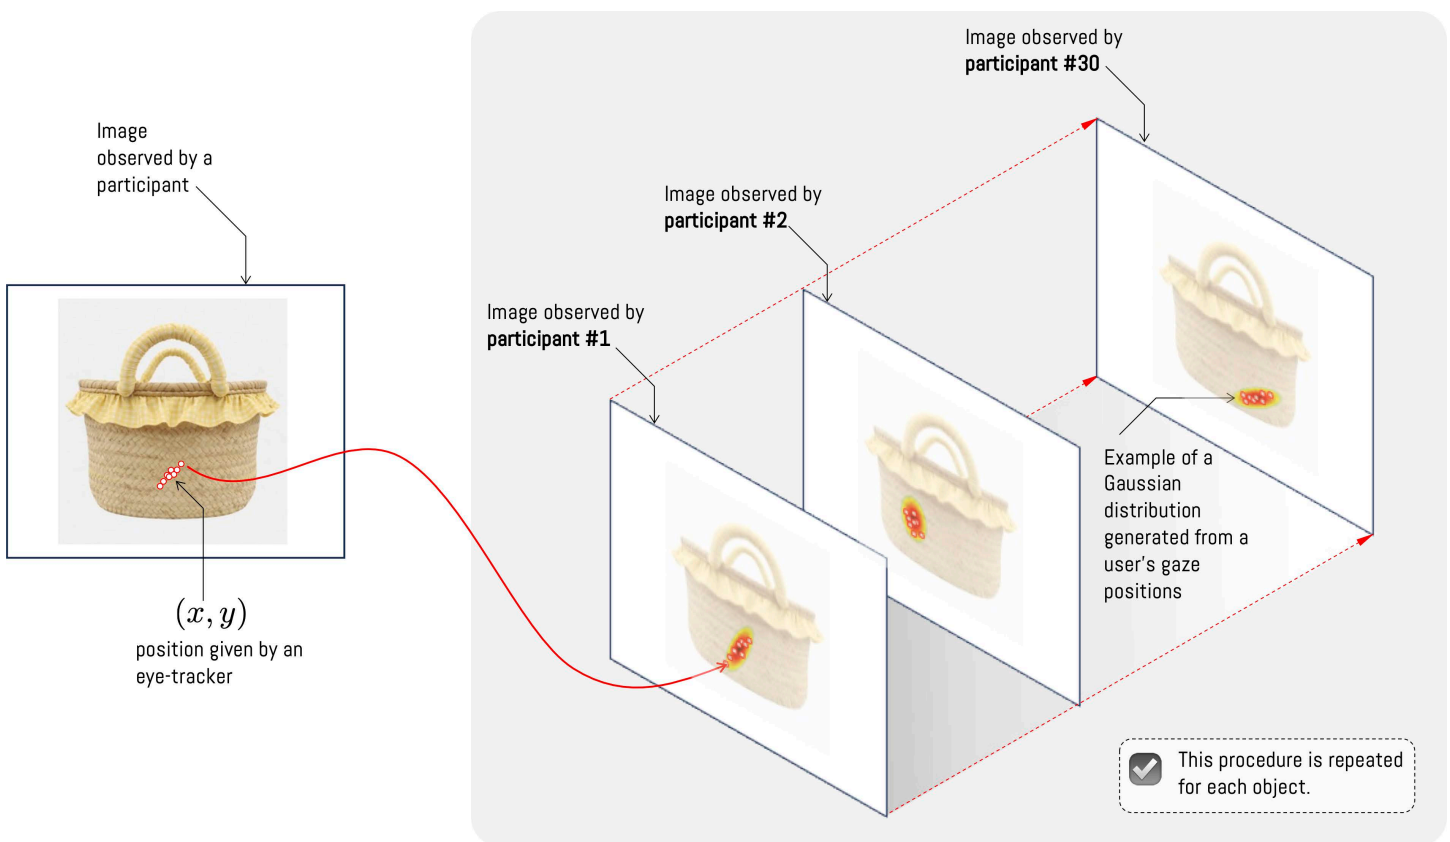 Image
observed by a
participant
(x, y)
position given by an
eye-tracker
Image observed by
participant #1
Image observed by
participant #2
Image observed by
participant #30
Example of a
Gaussian
distribution
generated from a
user's gaze
positions
This procedure is repeated
for each object.